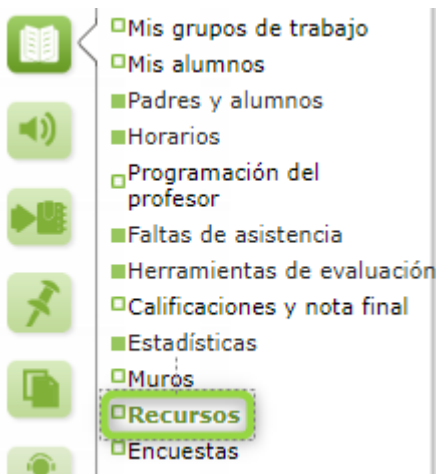 Mis grupos de trabajo
Mis alumnos
Padres y alumnos
Horarios
Programación del
profesor
Faltas de asistencia
Herramientas de evaluación
Calificaciones y nota final
Estadísticas
Muros
Recursos
Encuestas